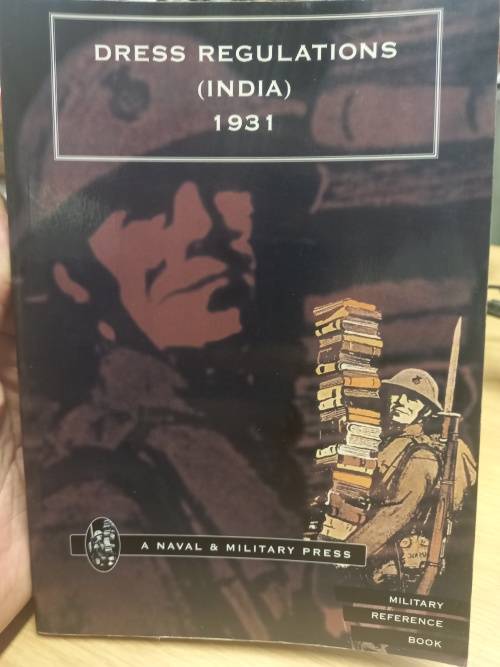 DRESS REGULATIONS
(INDIA)
1931
A NAVAL & MILITARY PRESS
MILITARY
REFERENCE
BOOK